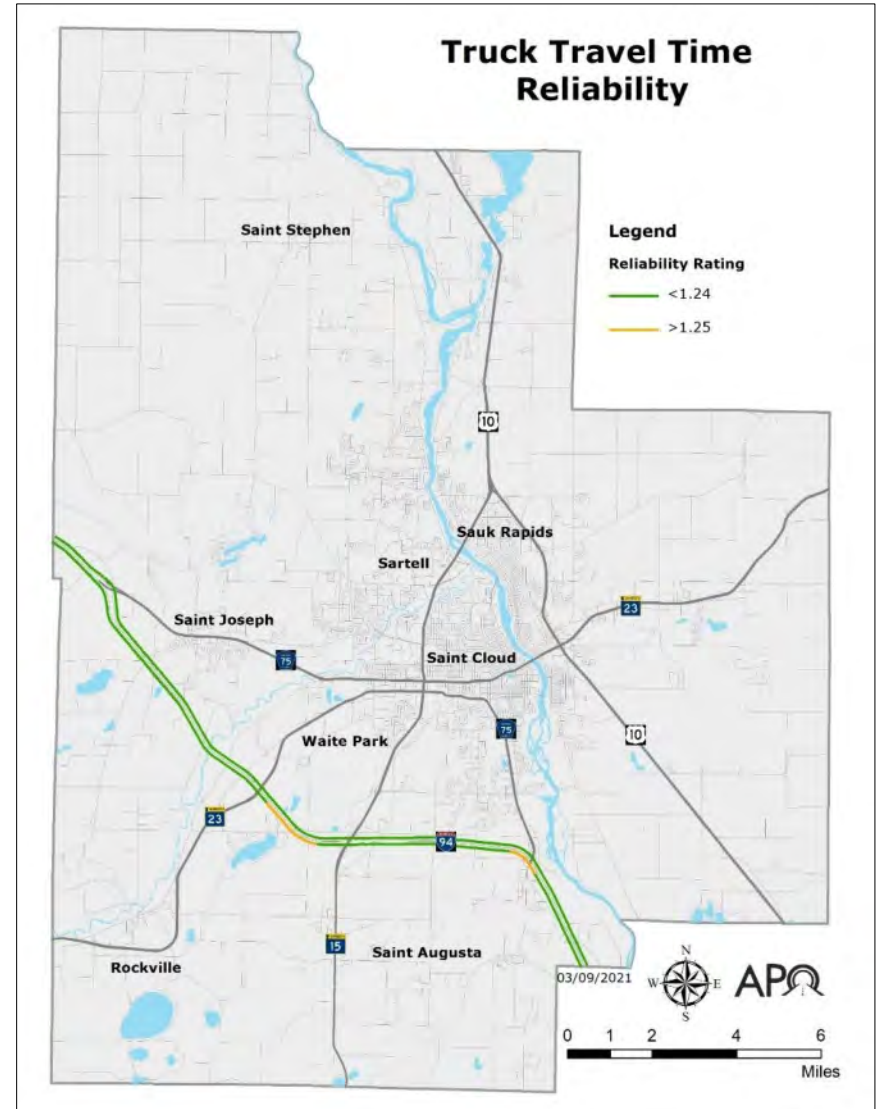 Truck Travel Time
Reliability
Saint Stephen
Legend
Reliability Rating
<1.24
>1.25
10
Sauk Rapids
Sartell
23
Saint Joseph
75
Saint Cloud
75
10
Waite Park
23
94
15
Saint Augusta
Rockville
03/09/2021
N
W
E
S
APO
0 1 2 4 6
Miles